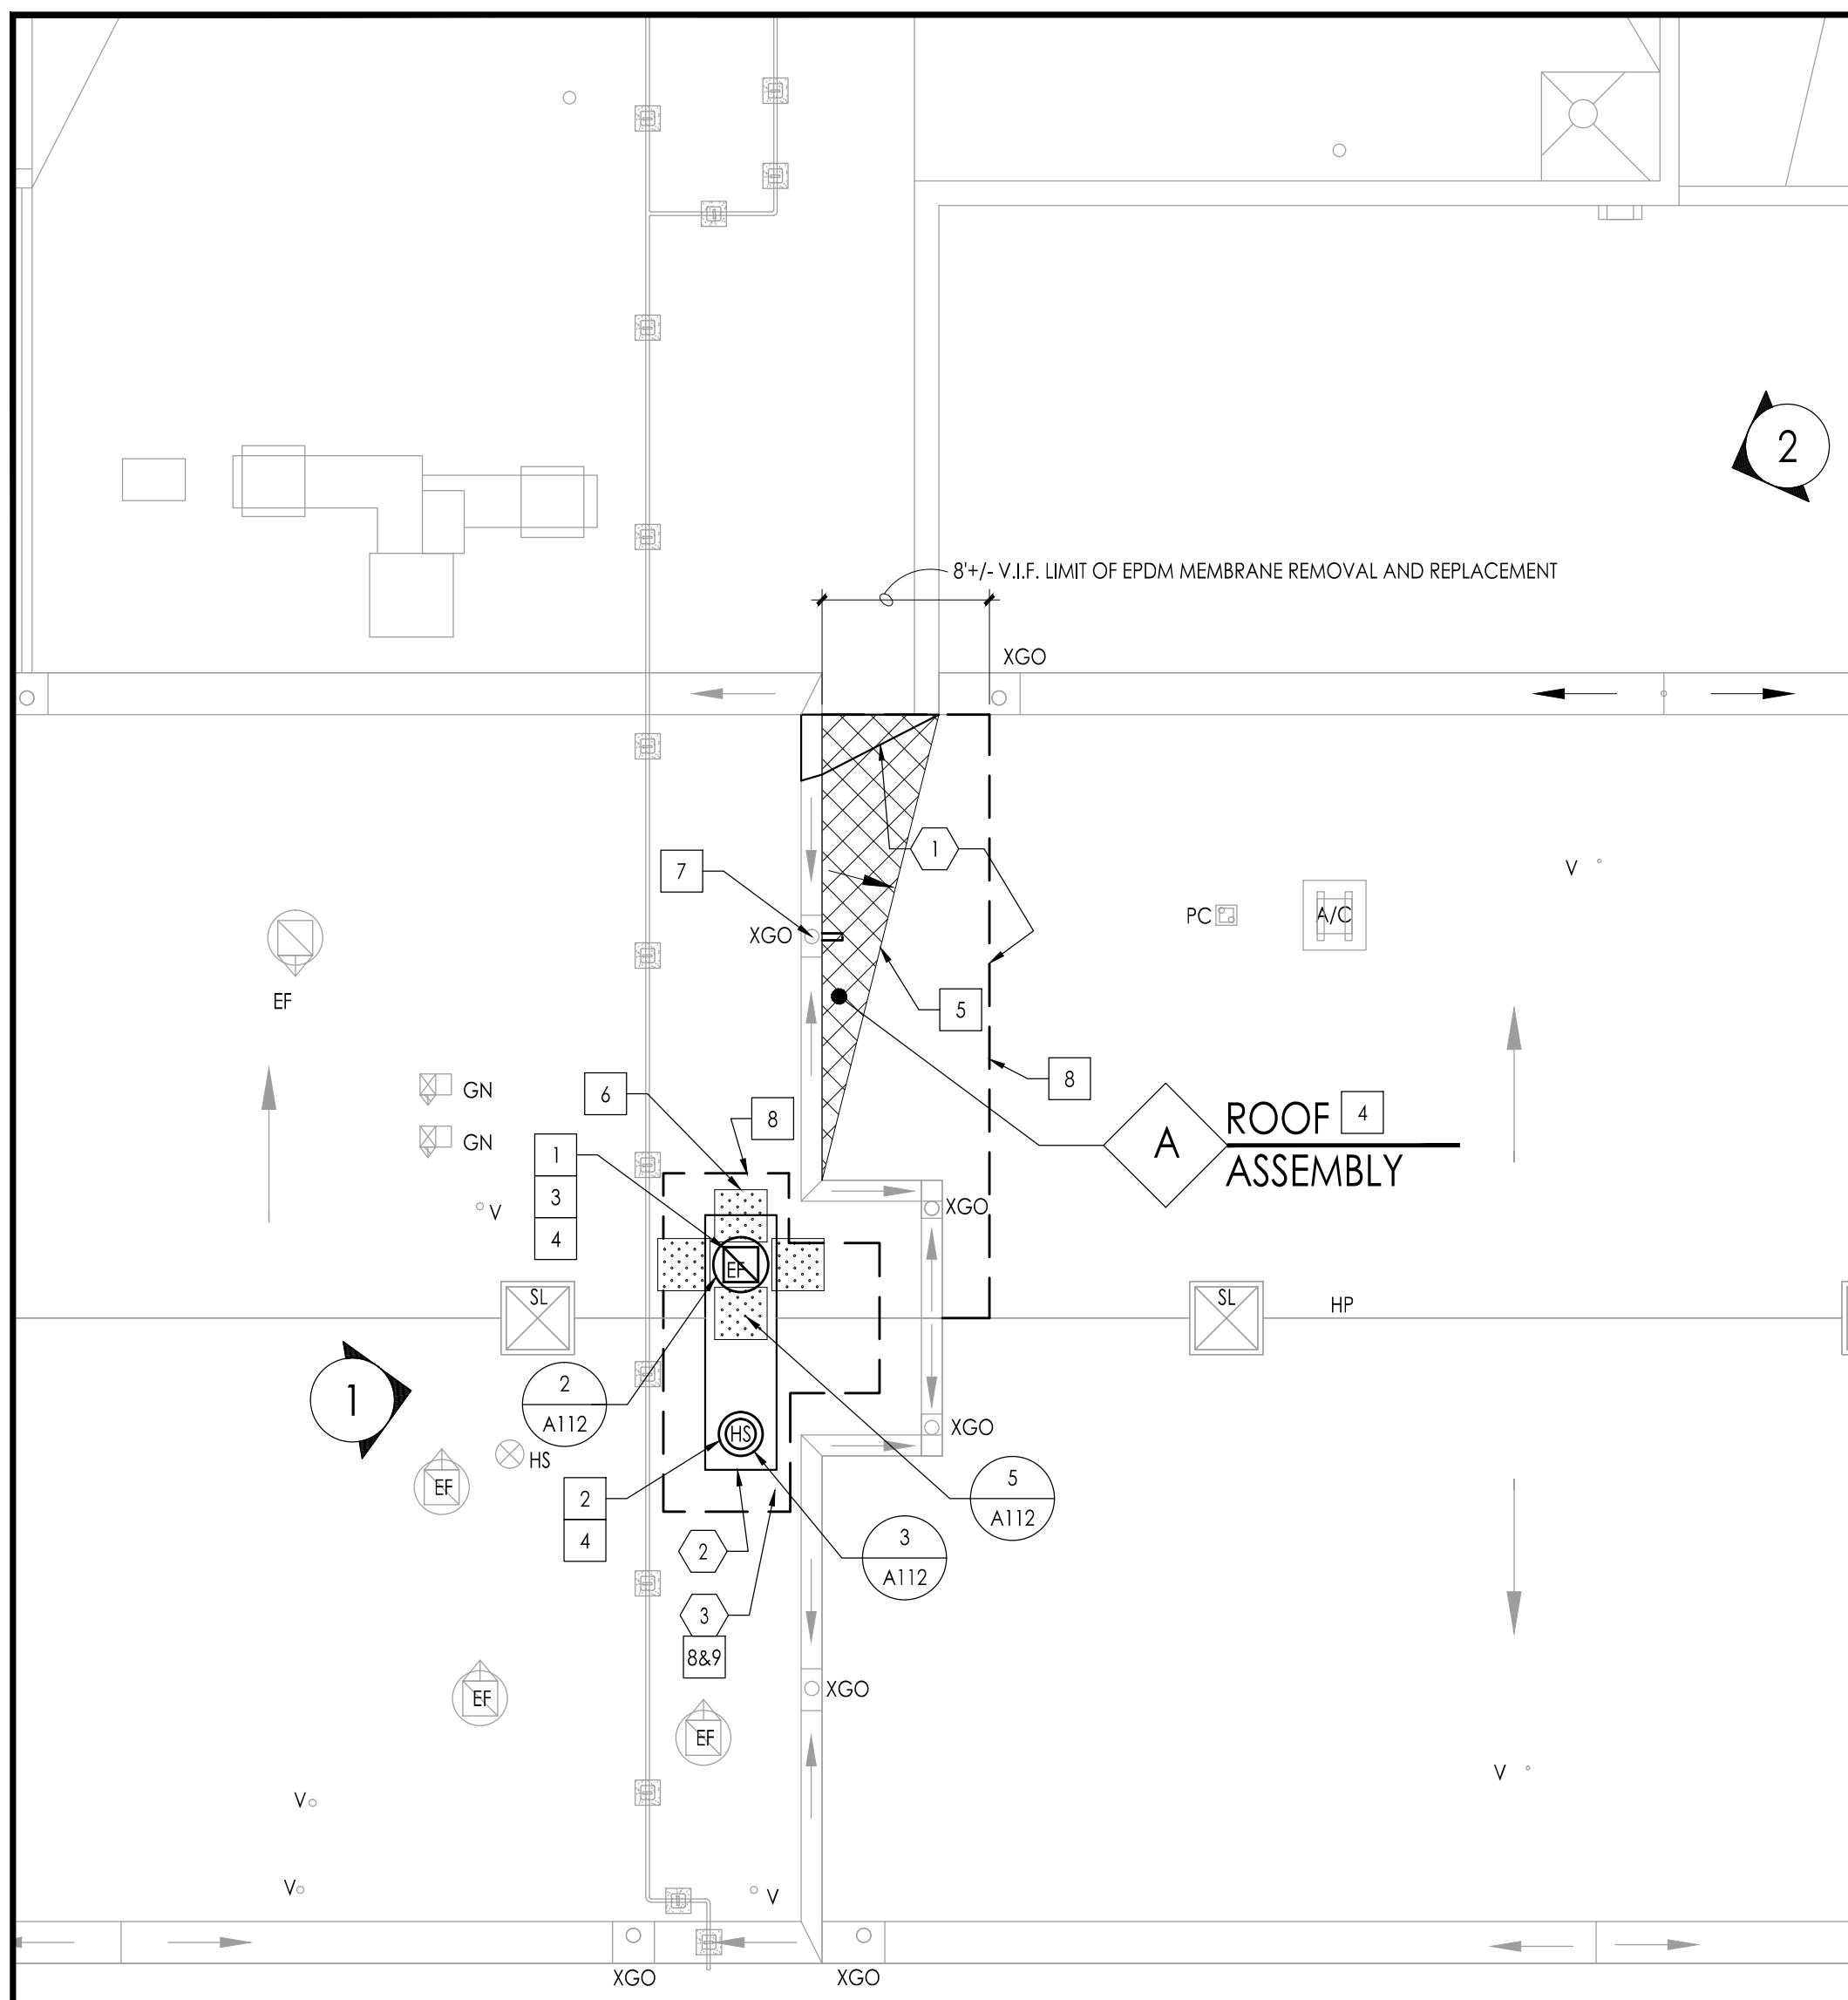 2
8'+/- V.I.F. LIMIT OF EPDM MEMBRANE REMOVAL AND REPLACEMENT
XGO
1
7
V
XGO
PC
A/C
EF
5
8
6
GN
8
ROOF 4
A
ASSEMBLY
GN
1
3
4
V
XGO
EF
SL
SL
HP
1
2
A112
XGO
HS
HS
EF
5
A112
2
4
2
3
A112
3
8&9
XGO
EF
EF
V
V
V
V
XGO
XGO